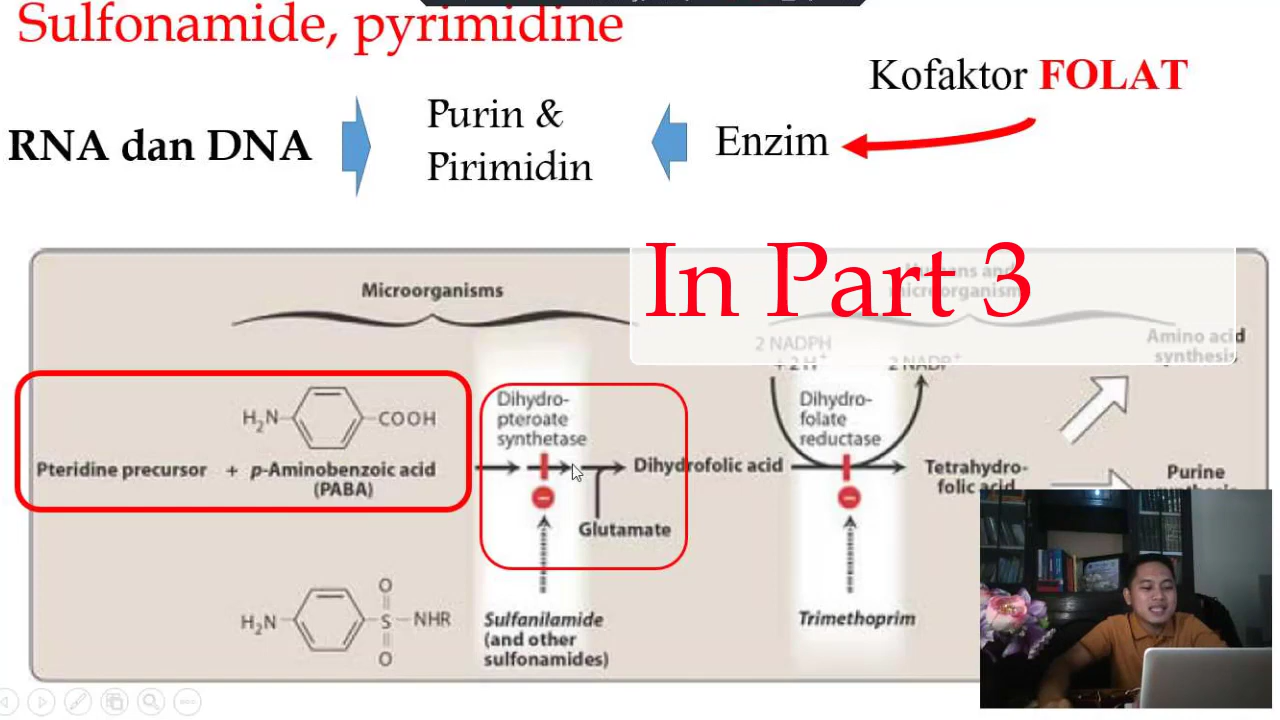 Sulfonamide, pyrimidine
Kofaktor FOLAT
RNA dan DNA
Purin &
Pirimidin
Enzim
In Part 3
Microorganisms
Humans and
microorganism
2 NADPH
+ 2 H⁺
2 NADP⁺
Amino acid
synthesis
H₂N
COOH
Pteridine precursor + p-Aminobenzoic acid
(PABA)
Dihydro-
pteroate
synthetase
Dihydrofolic acid
Glutamate
Dihydro-
folate
reductase
Tetrahydro-
folic acid
Purine
H₂N
O
S
NHR
O
Sulfanilamide
(and other
sulfonamides)
Trimethoprim